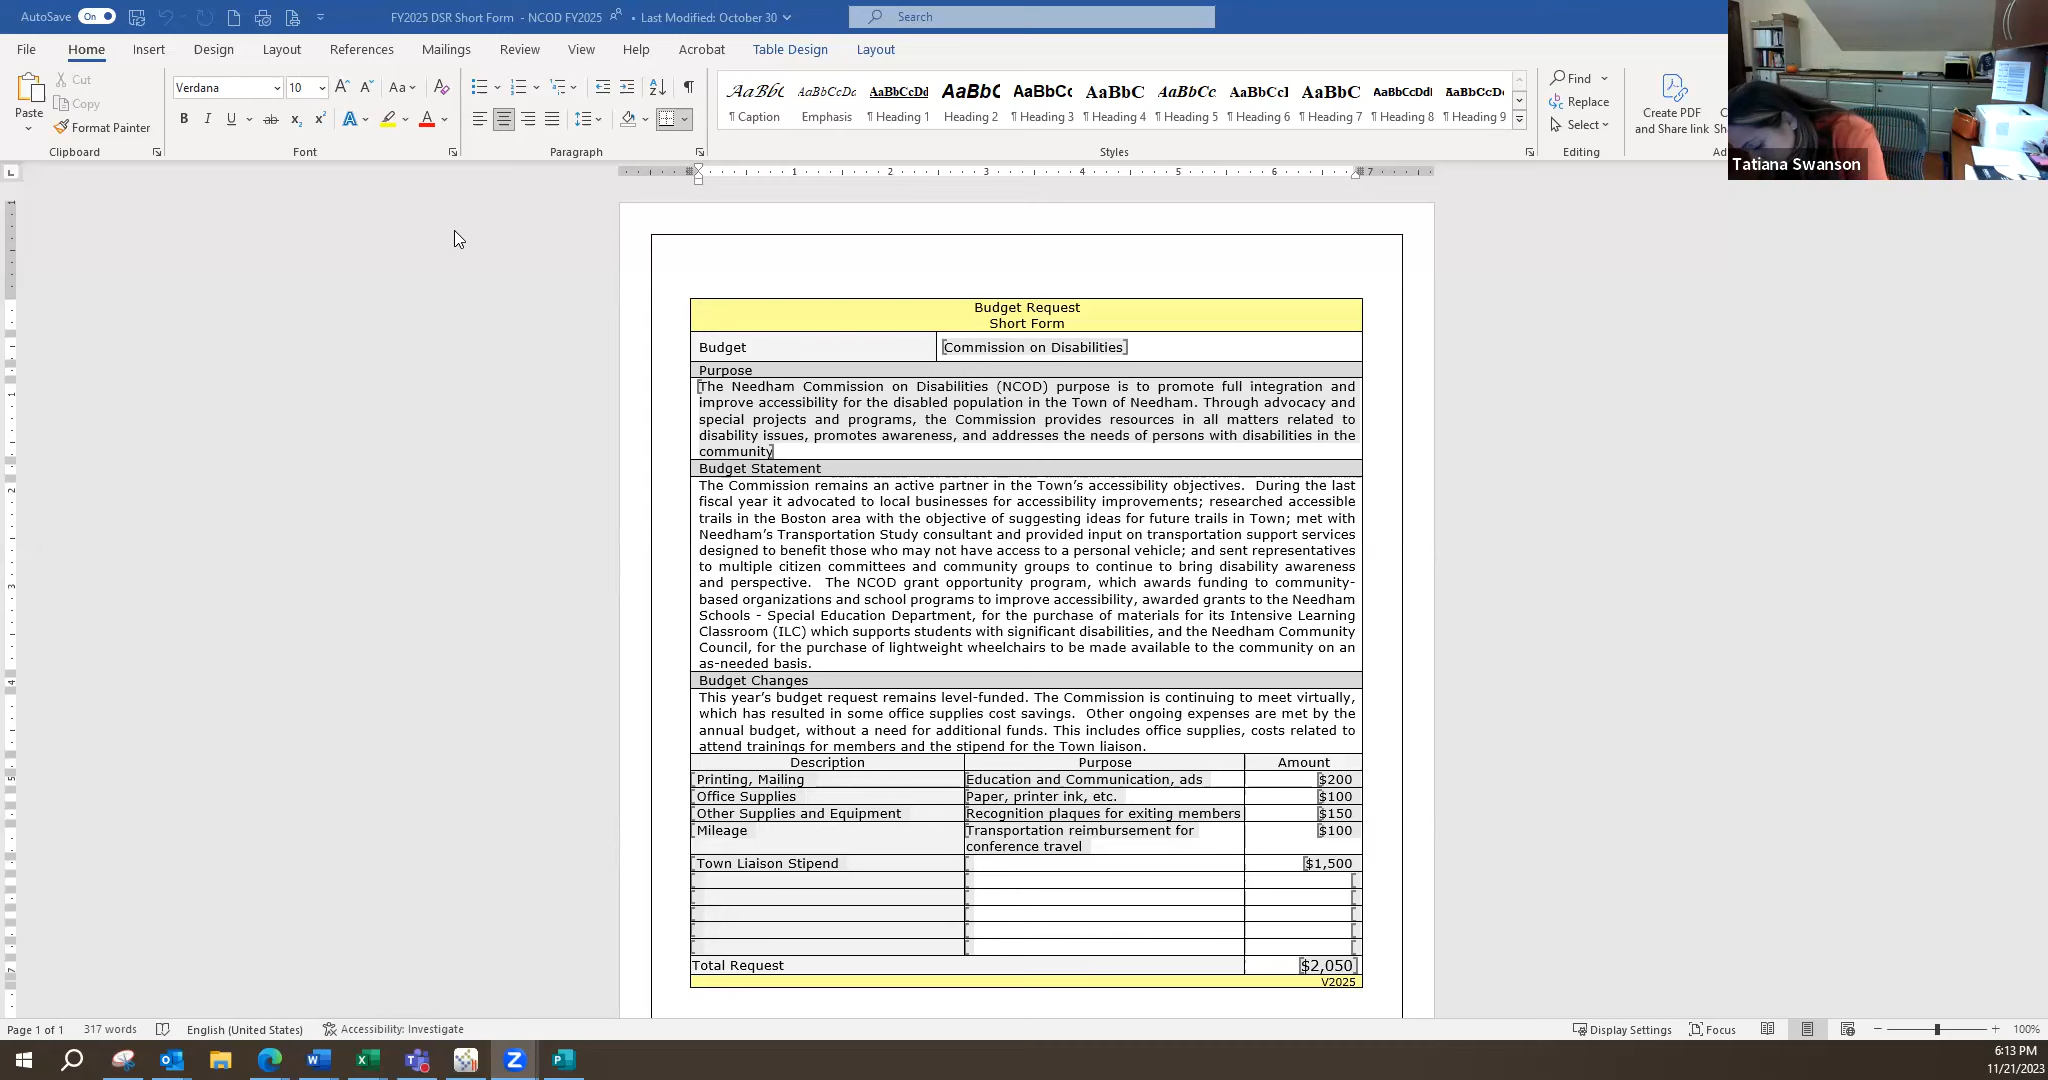 AutoSave On FY2025 DSR Short Form - NCOD FY2025 • Last Modified: October 30 Search
File Home Insert Design Layout References Mailings Review View Help Acrobat Table Design Layout
Paste Cut Copy Format Painter
Verdana 10 Aa
B I U ab x₂ x² A A
Clipboard Font Paragraph Styles Editing
AaBbCcDd AaBbCcDd AaBbCcDd AaBbC AaBbCc AaBbC AaBbCc AaBbCcI AaBbC AaBbCcDdI AaBbCcDc
¶ Caption Emphasis ¶ Heading 1 Heading 2 ¶ Heading 3 ¶ Heading 4 ¶ Heading 5 ¶ Heading 6 ¶ Heading 7 ¶ Heading 8 ¶ Heading 9
Find
Replace
Select
Create PDF
and Share link
Tatiana Swanson
1 2 3 4 5 6 7
Budget Request
Short Form
Budget Commission on Disabilities
Purpose
The Needham Commission on Disabilities (NCOD) purpose is to promote full integration and
improve accessibility for the disabled population in the Town of Needham. Through advocacy and
special projects and programs, the Commission provides resources in all matters related to
disability issues, promotes awareness, and addresses the needs of persons with disabilities in the
community
Budget Statement
The Commission remains an active partner in the Town's accessibility objectives. During the last
fiscal year it advocated to local businesses for accessibility improvements; researched accessible
trails in the Boston area with the objective of suggesting ideas for future trails in Town; met with
Needham's Transportation Study consultant and provided input on transportation support services
designed to benefit those who may not have access to a personal vehicle; and sent representatives
to multiple citizen committees and community groups to continue to bring disability awareness
and perspective. The NCOD grant opportunity program, which awards funding to community-
based organizations and school programs to improve accessibility, awarded grants to the Needham
Schools - Special Education Department, for the purchase of materials for its Intensive Learning
Classroom (ILC) which supports students with significant disabilities, and the Needham Community
Council, for the purchase of lightweight wheelchairs to be made available to the community on an
as-needed basis.
Budget Changes
This year's budget request remains level-funded. The Commission is continuing to meet virtually,
which has resulted in some office supplies cost savings. Other ongoing expenses are met by the
annual budget, without a need for additional funds. This includes office supplies, costs related to
attend trainings for members and the stipend for the Town liaison.
Description Purpose Amount
Printing, Mailing Education and Communication, ads $200
Office Supplies Paper, printer ink, etc. $100
Other Supplies and Equipment Recognition plaques for exiting members $150
Mileage Transportation reimbursement for $100
conference travel
Town Liaison Stipend $1,500
Total Request $2,050
V2025
Page 1 of 1 317 words English (United States) Accessibility: Investigate Display Settings Focus 100%
6:13 PM
11/21/2023